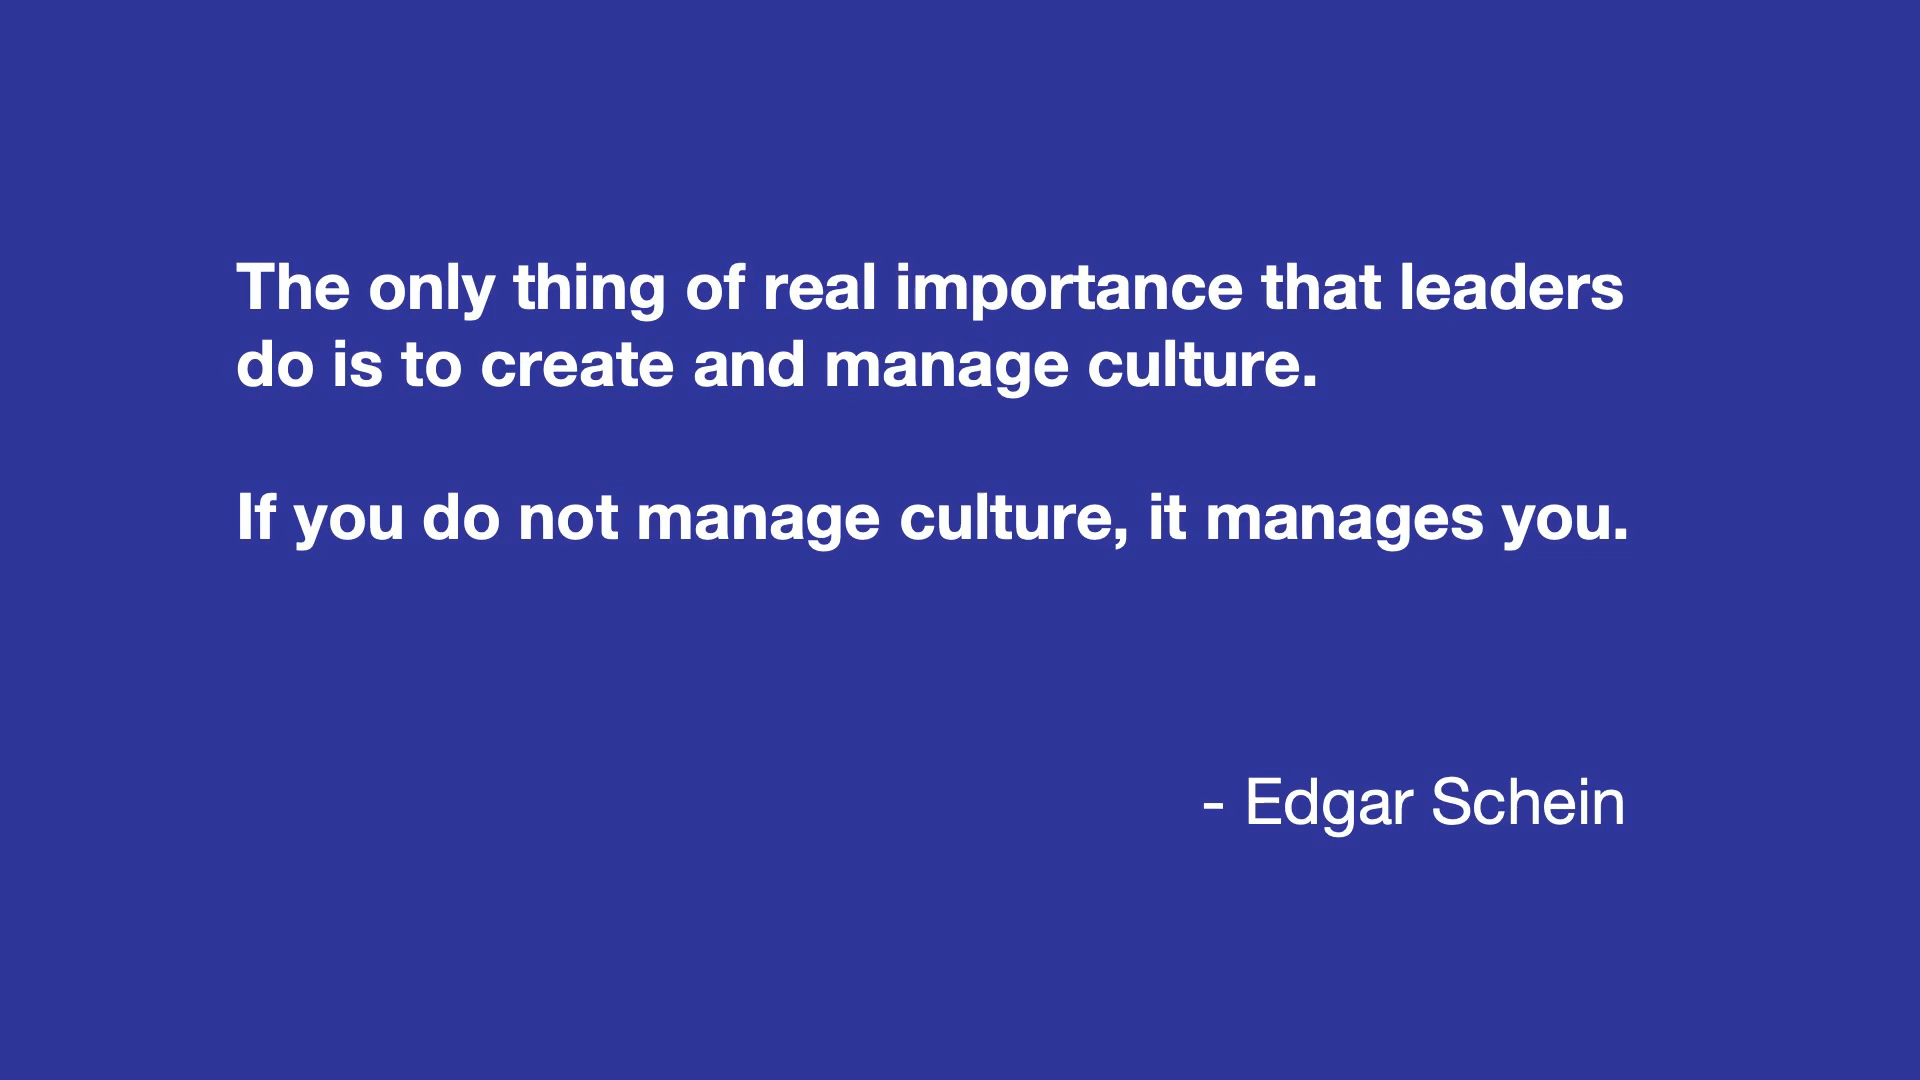 The only thing of real importance that leaders
do is to create and manage culture.
If you do not manage culture, it manages you.
- Edgar Schein